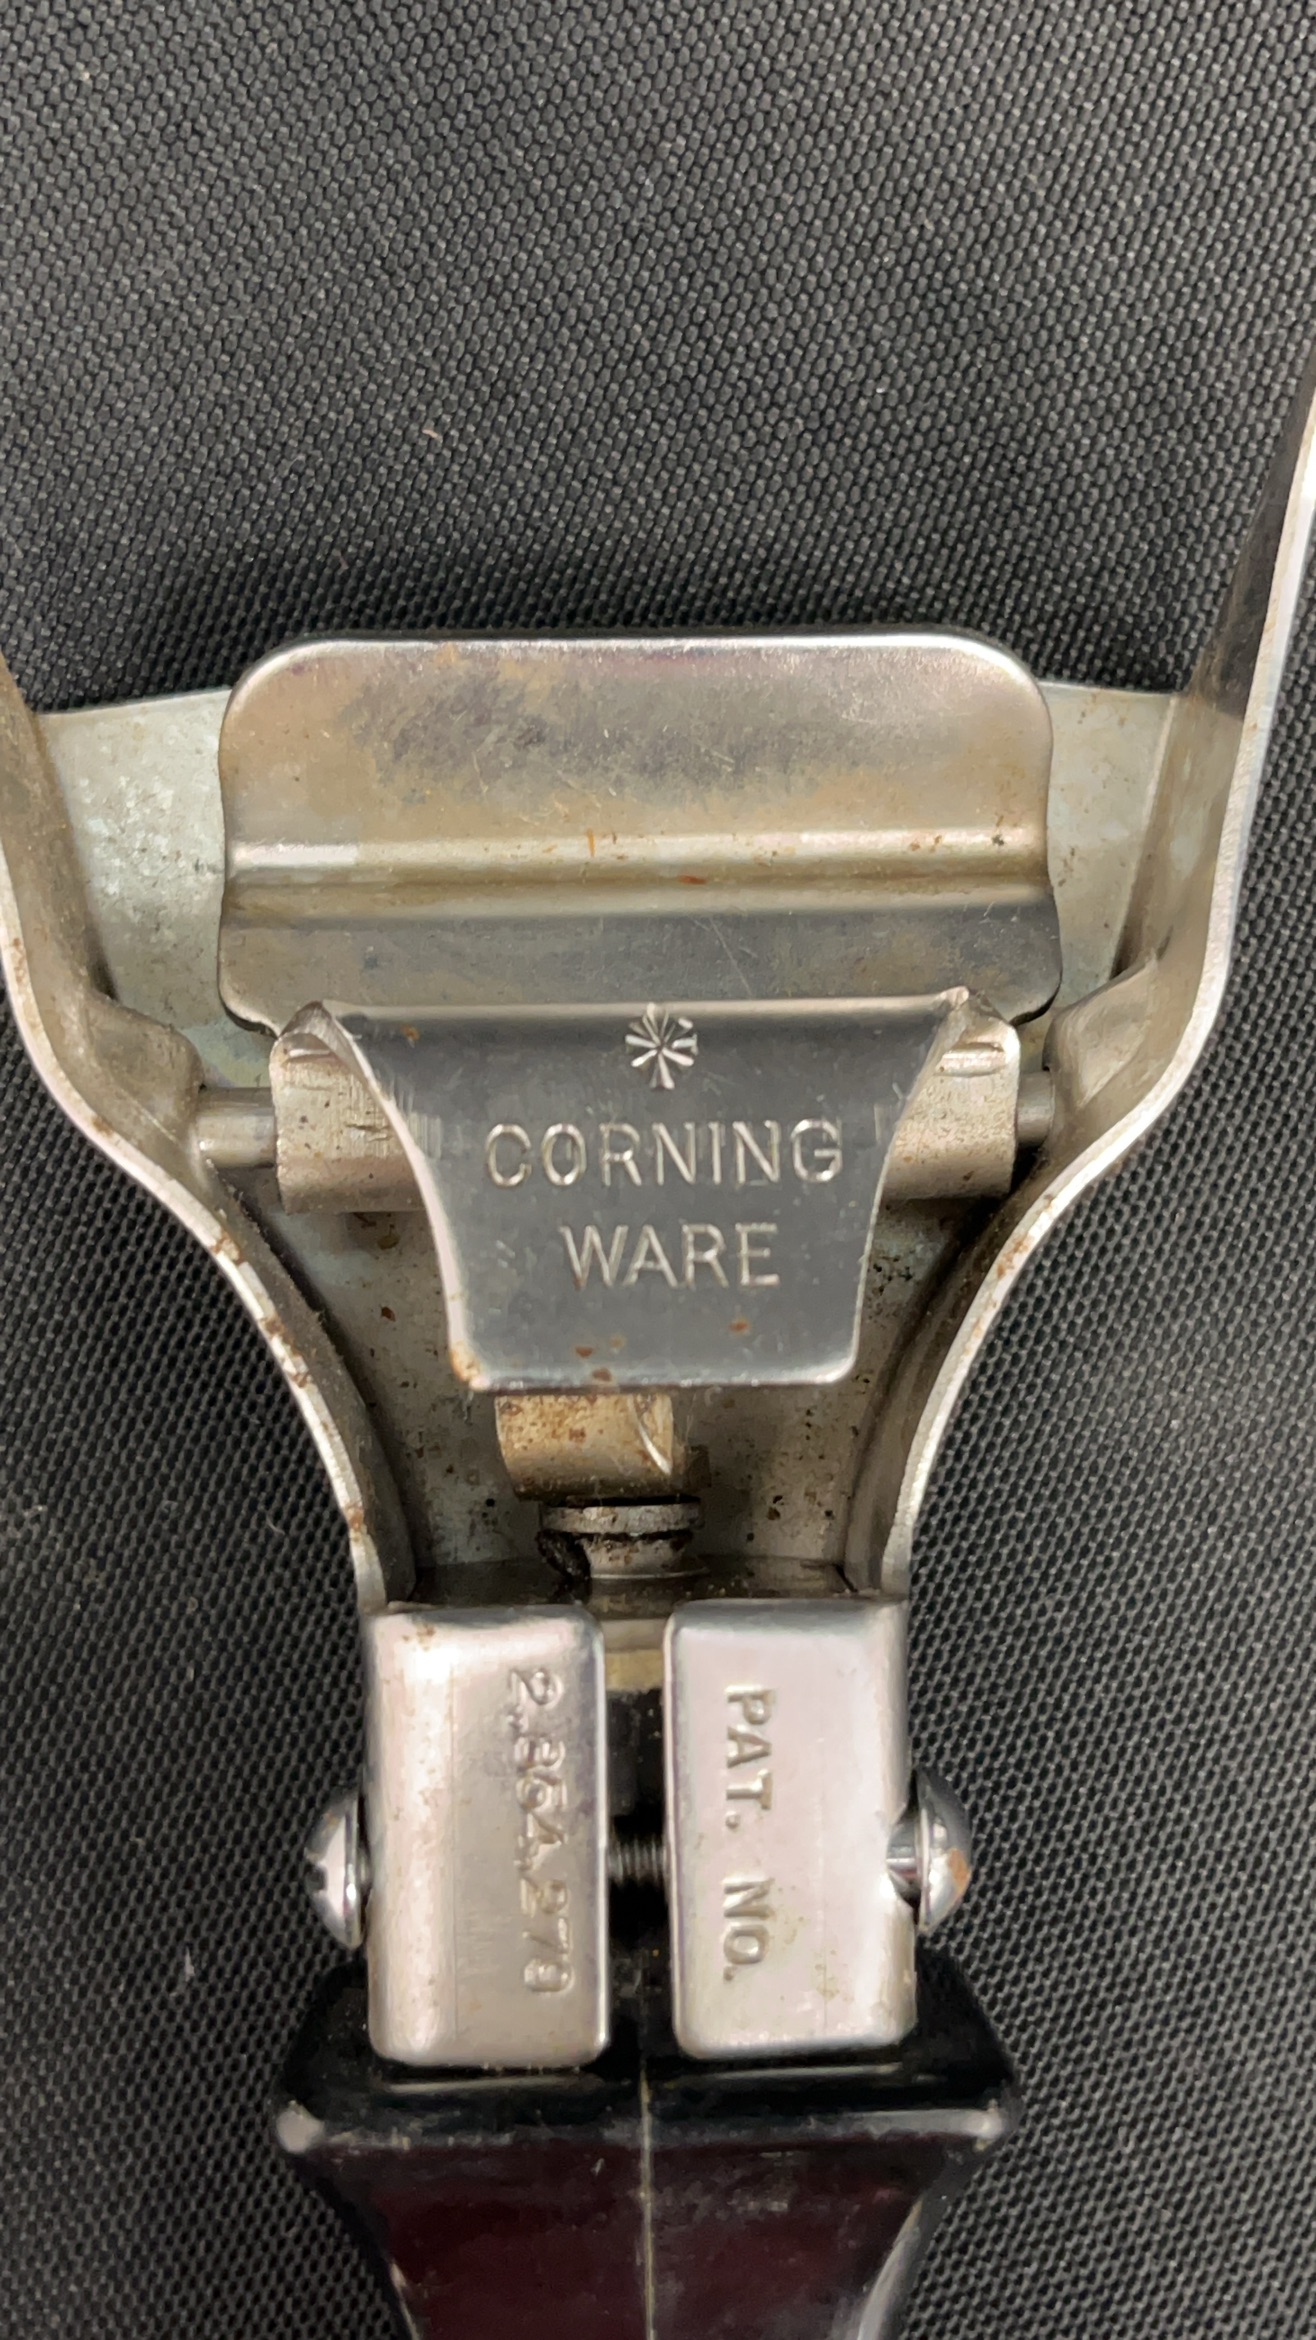 CORNING
WARE
PAT. NO.
2,854,279